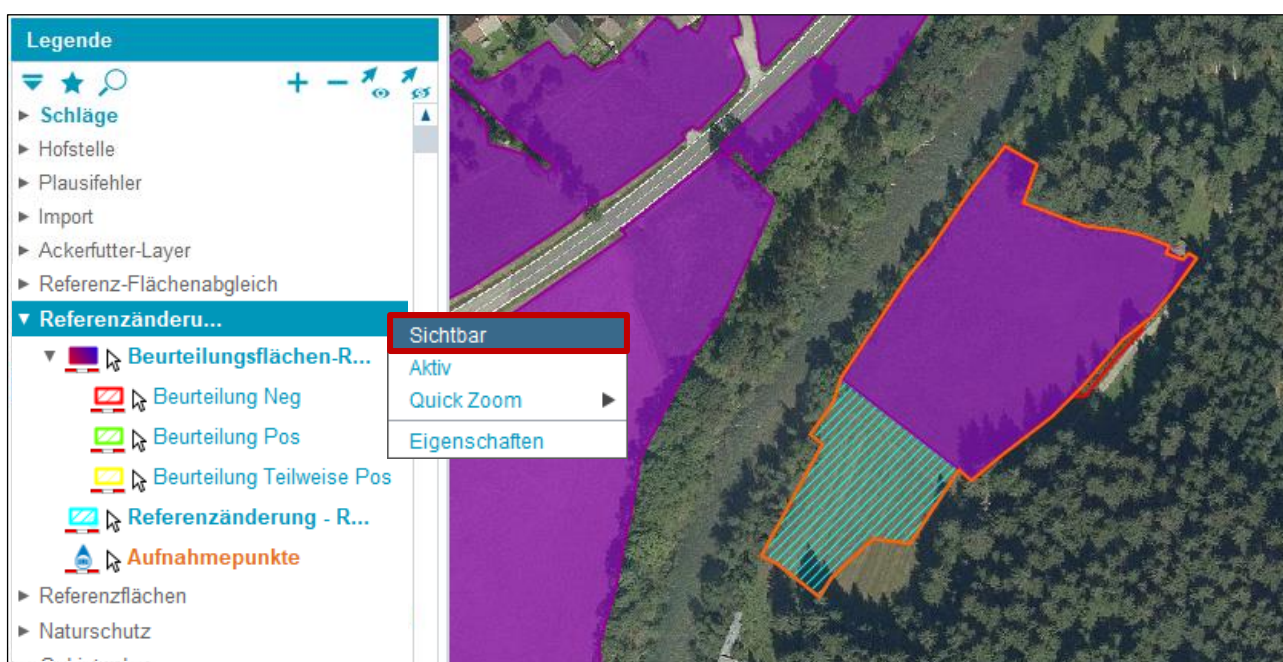 Legende
Schläge
Hofstelle
Plausifehler
Import
Ackerfutter-Layer
Referenz-Flächenabgleich
Referenzänderu...
Beurteilungsflächen-R...
Beurteilung Neg
Beurteilung Pos
Beurteilung Teilweise Pos
Referenzänderung - R...
Aufnahmepunkte
Referenzflächen
Naturschutz
Sichtbar
Aktiv
Quick Zoom
Eigenschaften